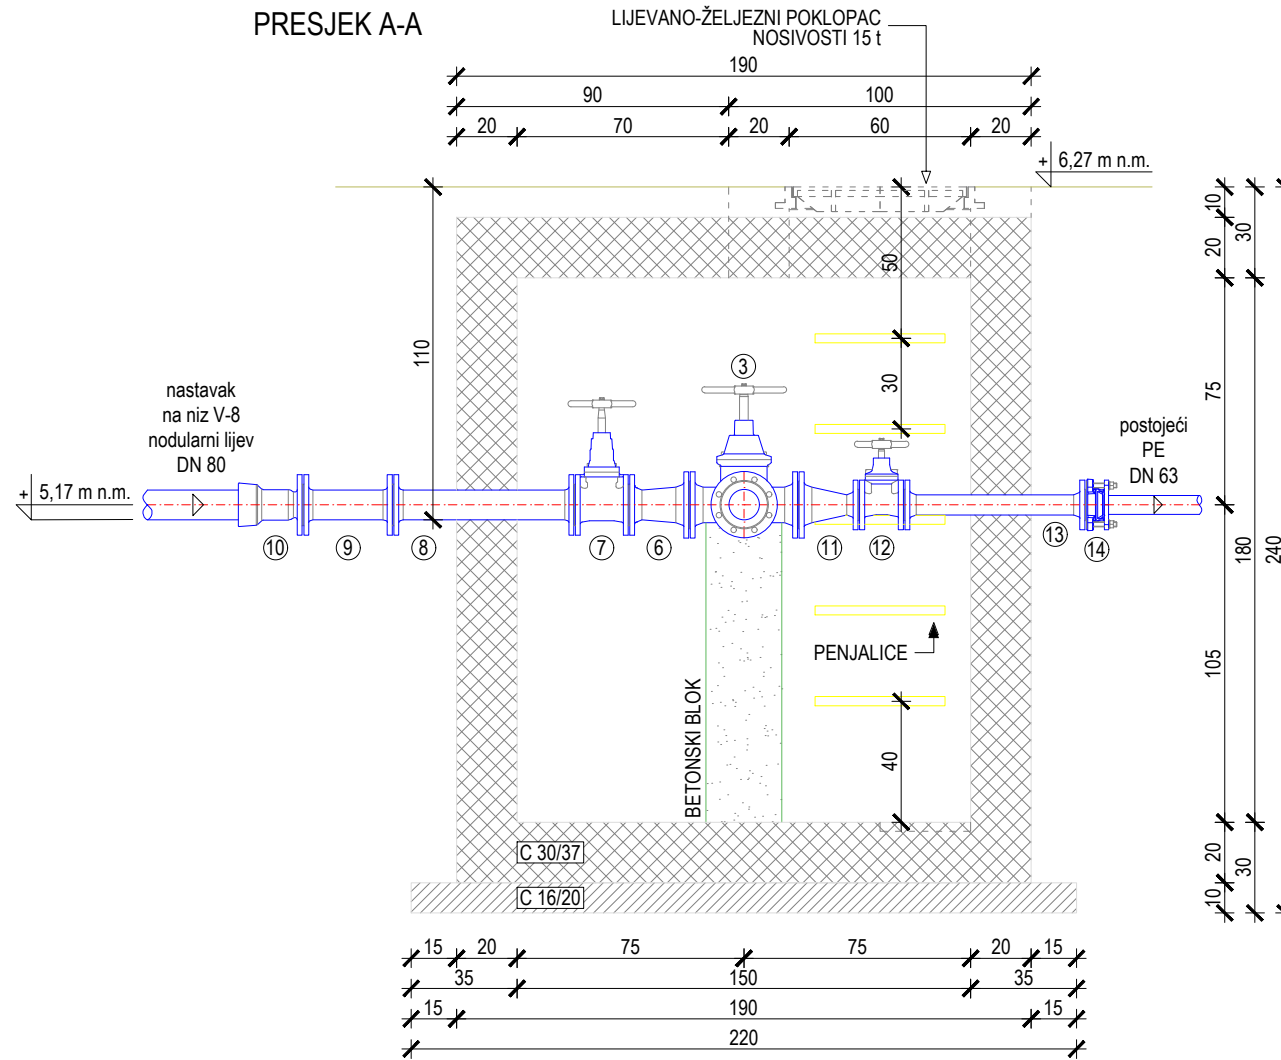 PRESJEK A-A
LIJEVANO-ŽELJEZNI POKLOPAC
NOSIVOSTI 15 t
190
90 100
20 70 20 60 20
+ 6,27 m n.m.
10
20
30
50
110
30
75
3
nastavak
na niz V-8
nodularni lijev
DN 80
postojeći
PE
DN 63
+ 5,17 m n.m.
10 9 8 7 6 11 12 13 14
180
240
PENJALICE
105
BETONSKI BLOK
40
C 30/37
20
30
C 16/20
10
15 20 75 75 20 15
35 150 35
15 190 15
220